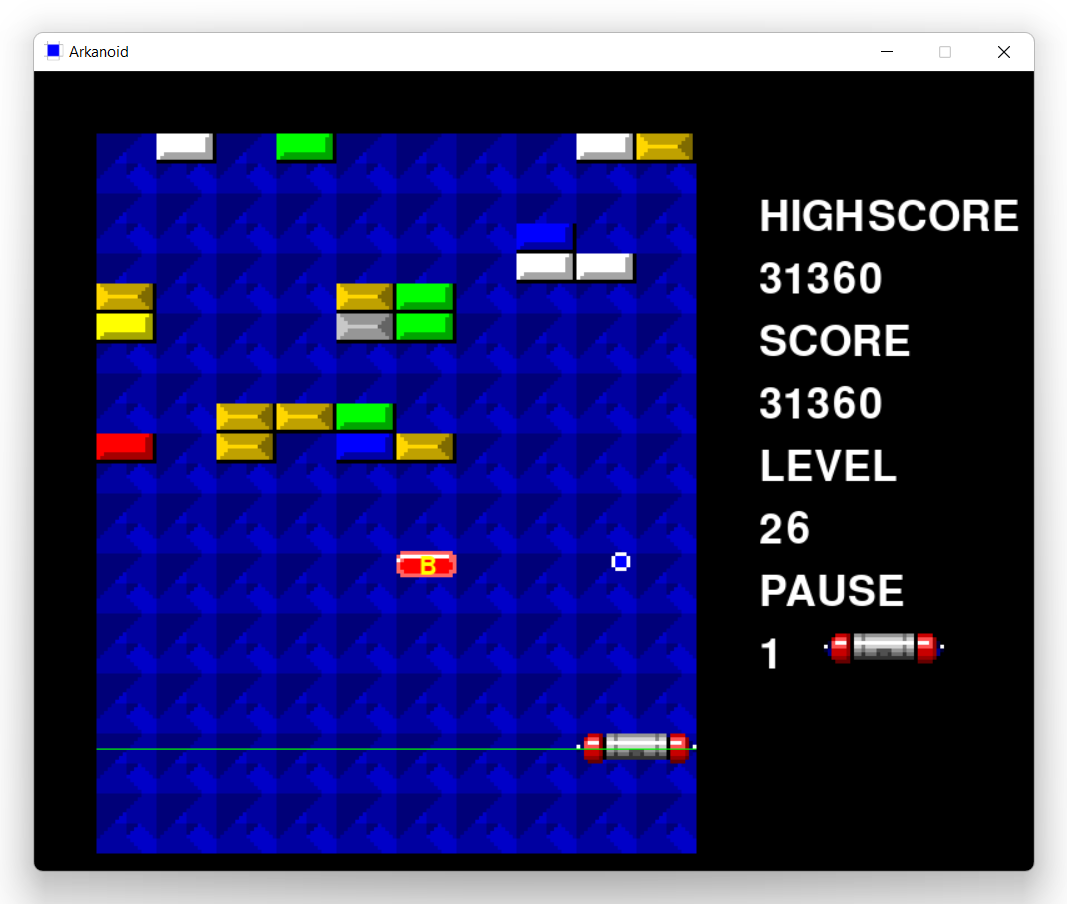 Arkanoid
HIGHSCORE
31360
SCORE
31360
LEVEL
26
B
PAUSE
1